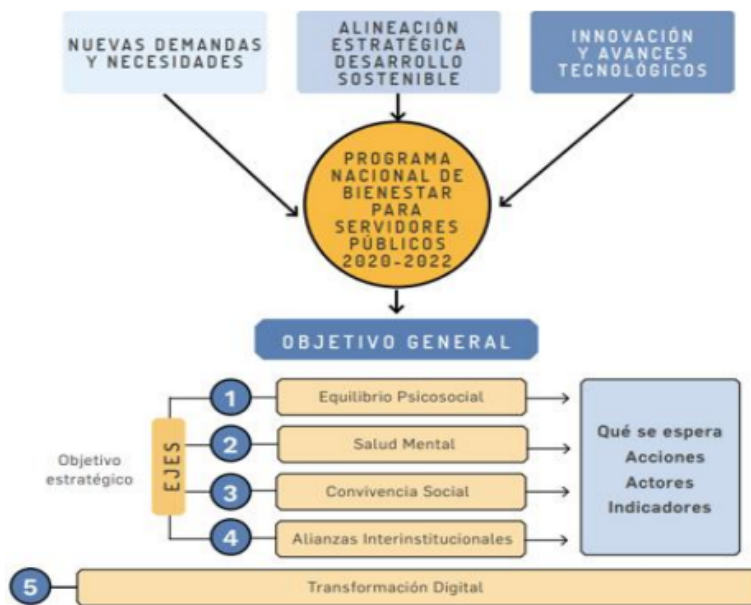 NUEVAS DEMANDAS
Y NECESIDADES
ALINEACIÓN
ESTRATÉGICA
DESARROLLO
SOSTENIBLE
INNOVACIÓN
Y AVANCES
TECNOLÓGICOS
PROGRAMA
NACIONAL DE
BIENESTAR
PARA
SERVIDORES
PÚBLICOS
2020-2022
OBJETIVO GENERAL
Objetivo
estratégico
EJES
1 Equilibrio Psicosocial
2 Salud Mental
3 Convivencia Social
4 Alianzas Interinstitucionales
Qué se espera
Acciones
Actores
Indicadores
5 Transformación Digital